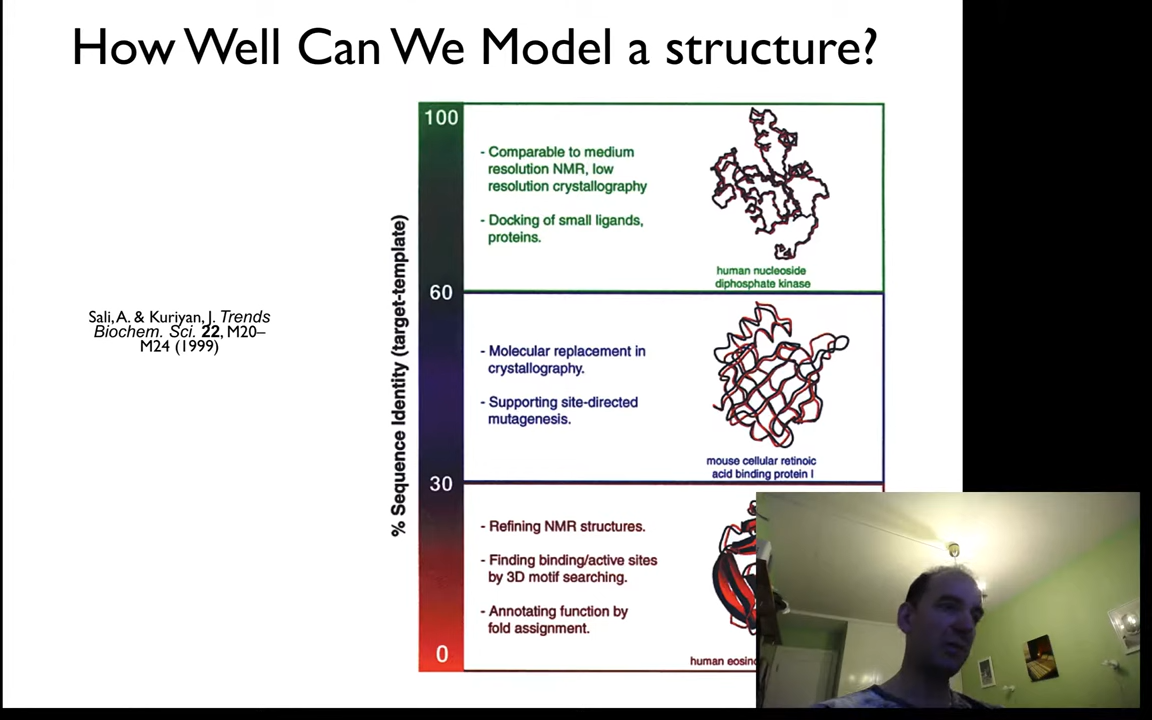 How Well Can We Model a structure?
Sali, A. & Kuriyan, J. Trends
Biochem. Sci. 22, M20–
M24 (1999)
% Sequence Identity (target-template)
100
- Comparable to medium
resolution NMR, low
resolution crystallography
- Docking of small ligands,
proteins.
human nucleoside
diphosphate kinase
60
- Molecular replacement in
crystallography.
- Supporting site-directed
mutagenesis.
mouse cellular retinoic
acid binding protein I
30
- Refining NMR structures.
- Finding binding/active sites
by 3D motif searching.
- Annotating function by
fold assignment.
0
human